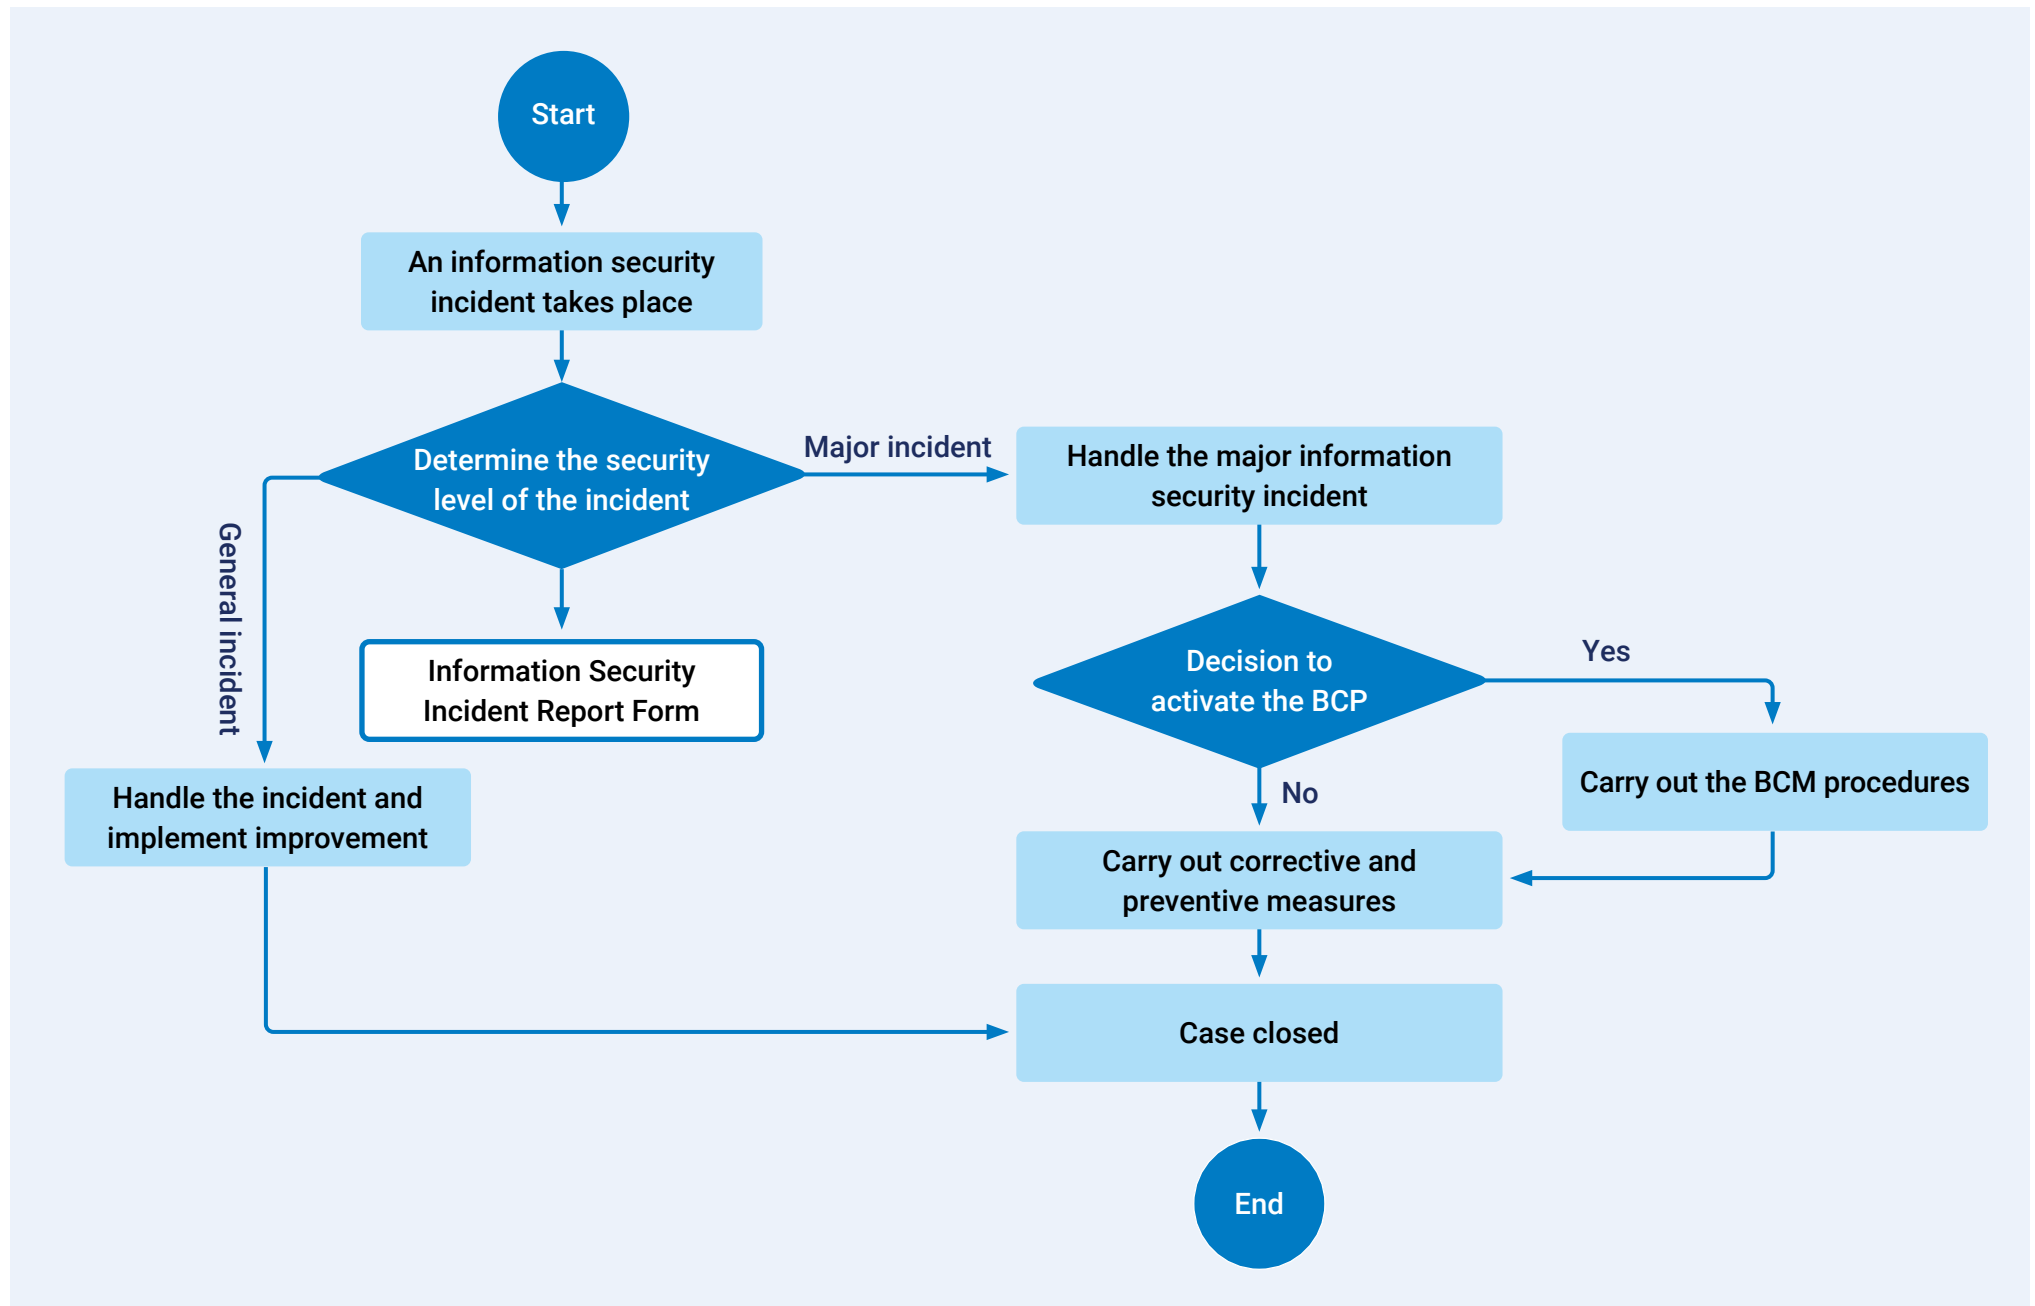 Start
An information security
incident takes place
Determine the security
level of the incident
Major incident
General incident
Information Security
Incident Report Form
Handle the incident and
implement improvement
Handle the major information
security incident
Decision to
activate the BCP
Yes
No
Carry out the BCM procedures
Carry out corrective and
preventive measures
Case closed
End